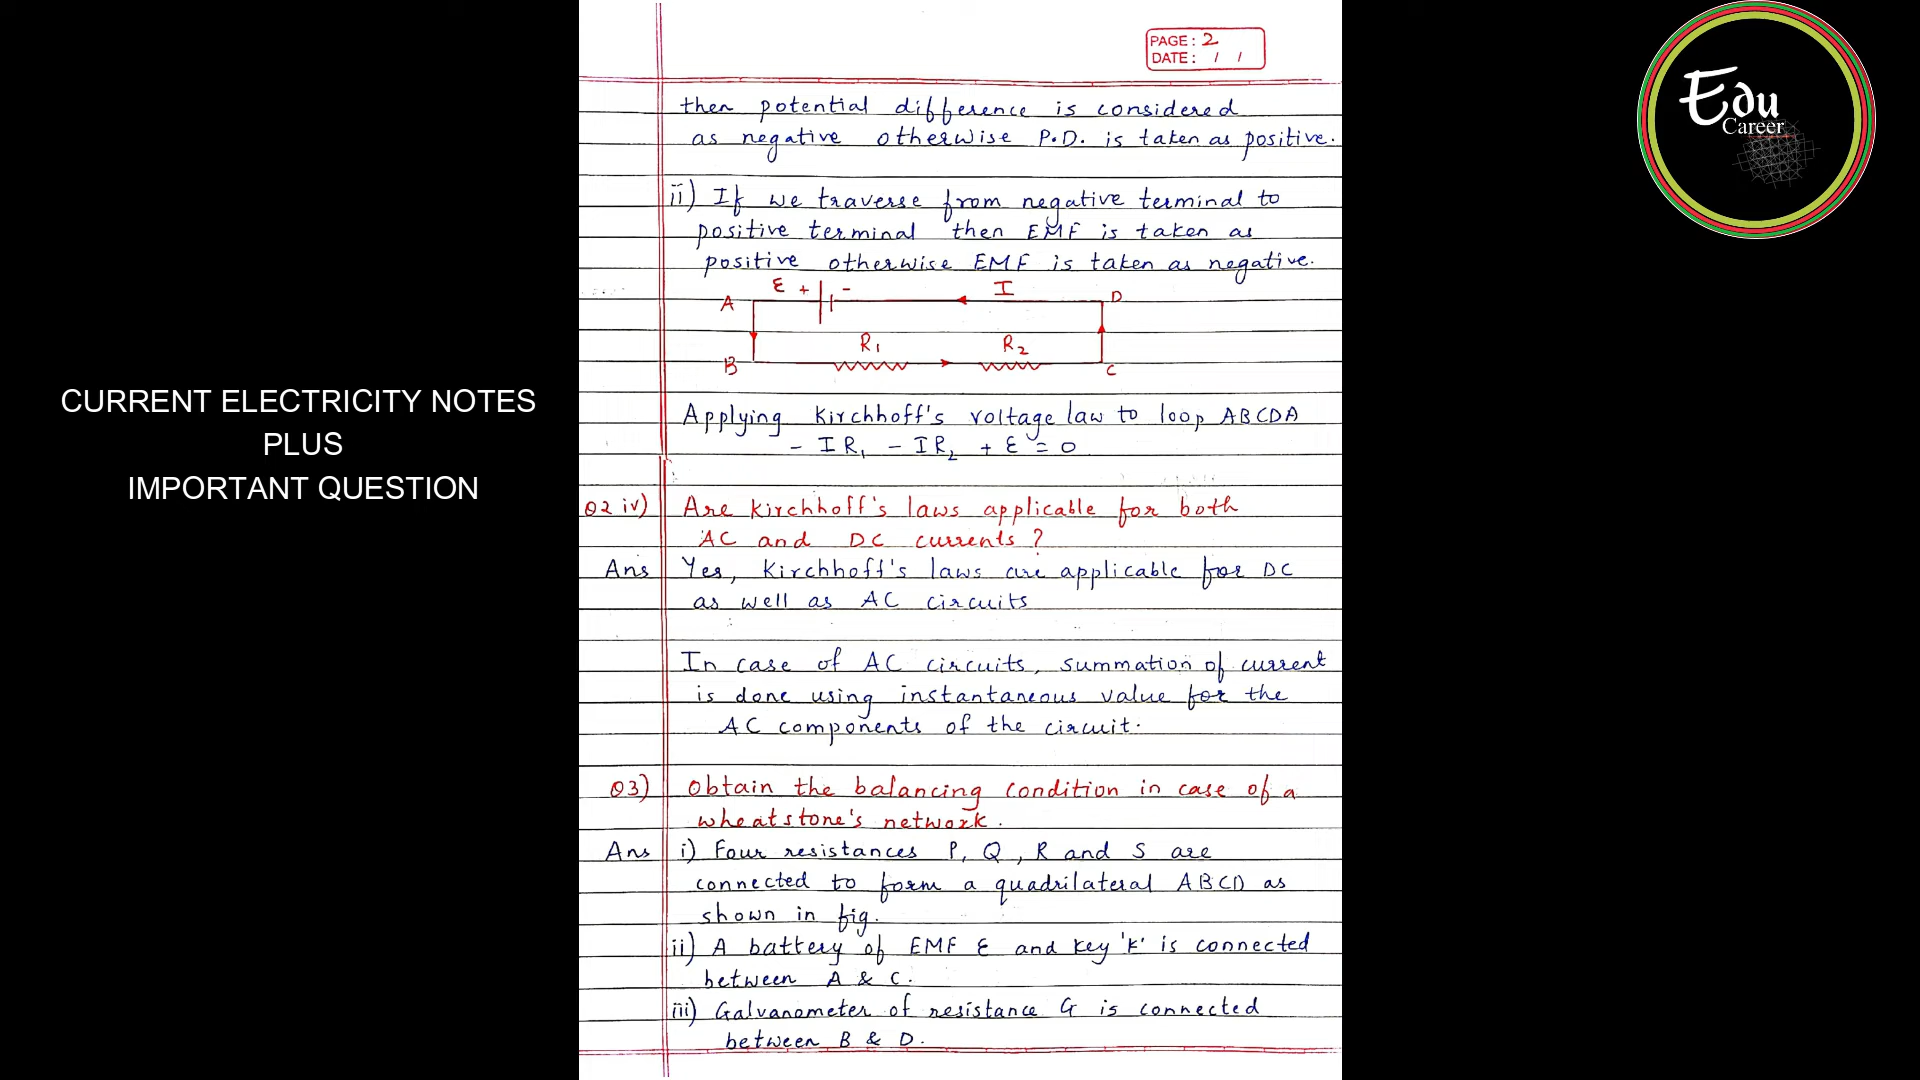 PAGE: 2
DATE: / /
Edu
Career
CURRENT ELECTRICITY NOTES
PLUS
IMPORTANT QUESTION
then potential difference is considered
as negative otherwise P.D. is taken as positive.
ii) If we traverse from negative terminal to
positive terminal then EMF is taken as
positive otherwise EMF is taken as negative.
A ε + - I D
B R₁ R₂ C
Applying Kirchhoff's voltage law to loop ABCDA
- IR₁ - IR₂ + ε = 0
Q2 iv) Are Kirchhoff's laws applicable for both
AC and DC currents?
Ans Yes, Kirchhoff's laws are applicable for DC
as well as AC circuits
In case of AC circuits, summation of current
is done using instantaneous value for the
AC components of the circuit.
Q3) Obtain the balancing condition in case of a
wheatstone's network.
Ans i) Four resistances P, Q, R and S are
connected to form a quadrilateral ABCD as
shown in fig.
ii) A battery of EMF ε and key 'K' is connected
between A & C.
iii) Galvanometer of resistance G is connected
between B & D.